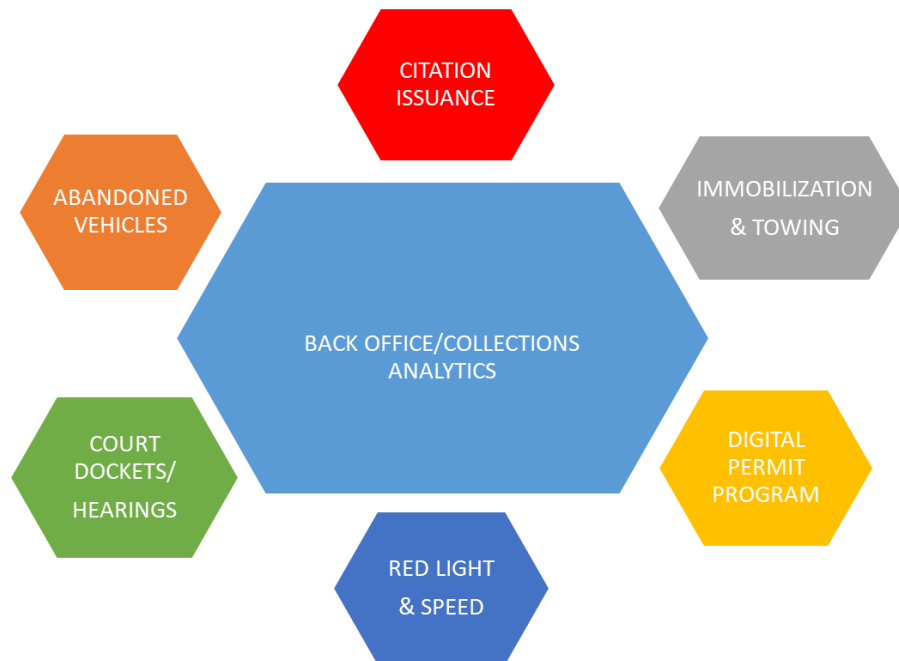 CITATION
ISSUANCE
ABANDONED
VEHICLES
IMMOBILIZATION
& TOWING
BACK OFFICE/COLLECTIONS
ANALYTICS
COURT
DOCKETS/
HEARINGS
DIGITAL
PERMIT
PROGRAM
RED LIGHT
& SPEED